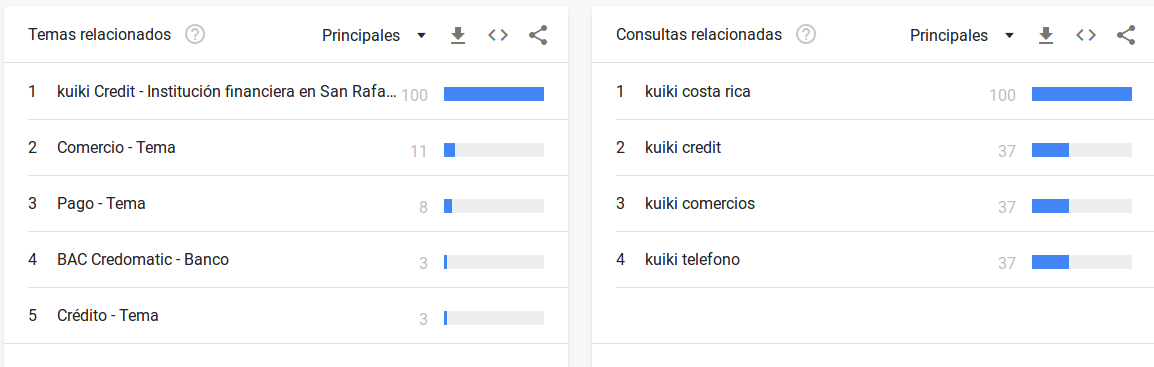 Temas relacionados ? Principales
1 kuiki Credit - Institución financiera en San Rafa... 100
2 Comercio - Tema 11
3 Pago - Tema 8
4 BAC Credomatic - Banco 3
5 Crédito - Tema 3
Consultas relacionadas ? Principales
1 kuiki costa rica 100
2 kuiki credit 37
3 kuiki comercios 37
4 kuiki telefono 37